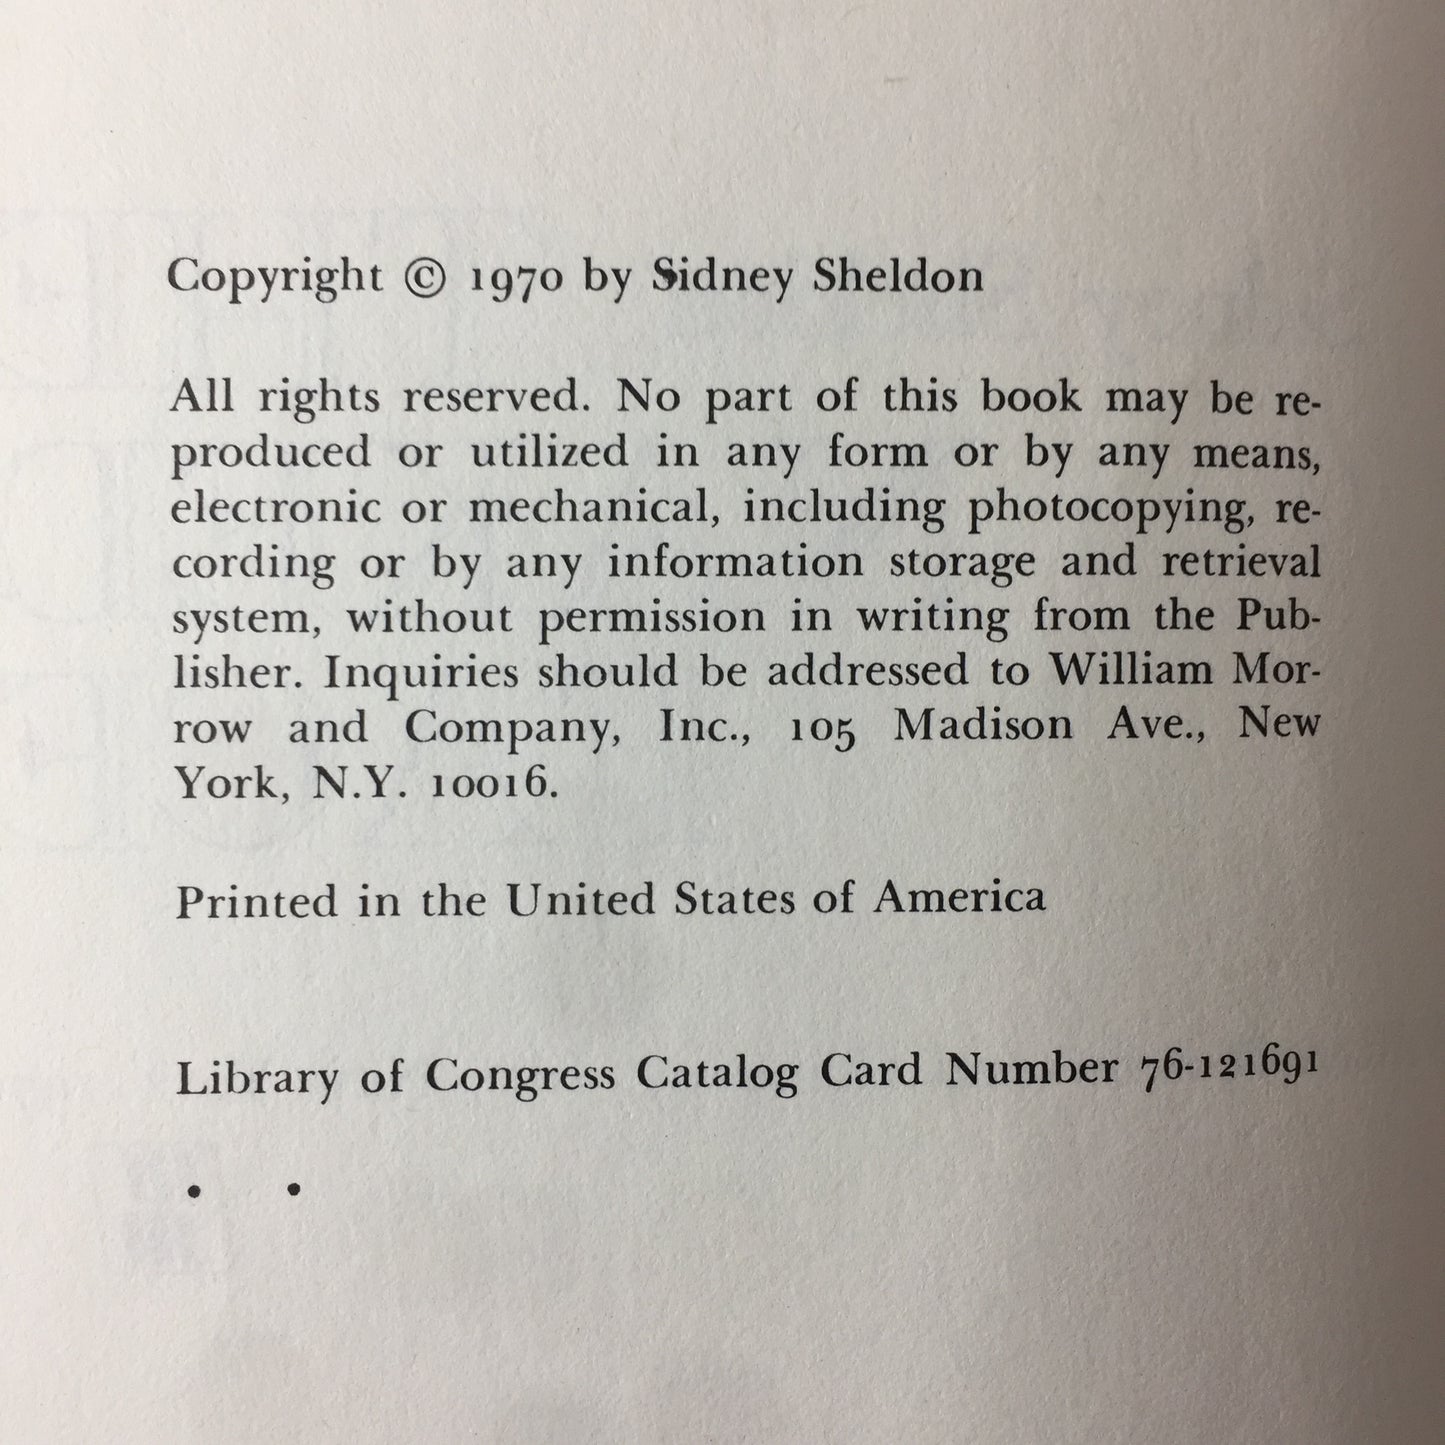 Copyright © 1970 by Sidney Sheldon
All rights reserved. No part of this book may be re-
produced or utilized in any form or by any means,
electronic or mechanical, including photocopying, re-
cording or by any information storage and retrieval
system, without permission in writing from the Pub-
lisher. Inquiries should be addressed to William Mor-
row and Company, Inc., 105 Madison Ave., New
York, N.Y. 10016.
Printed in the United States of America
Library of Congress Catalog Card Number 76-121691